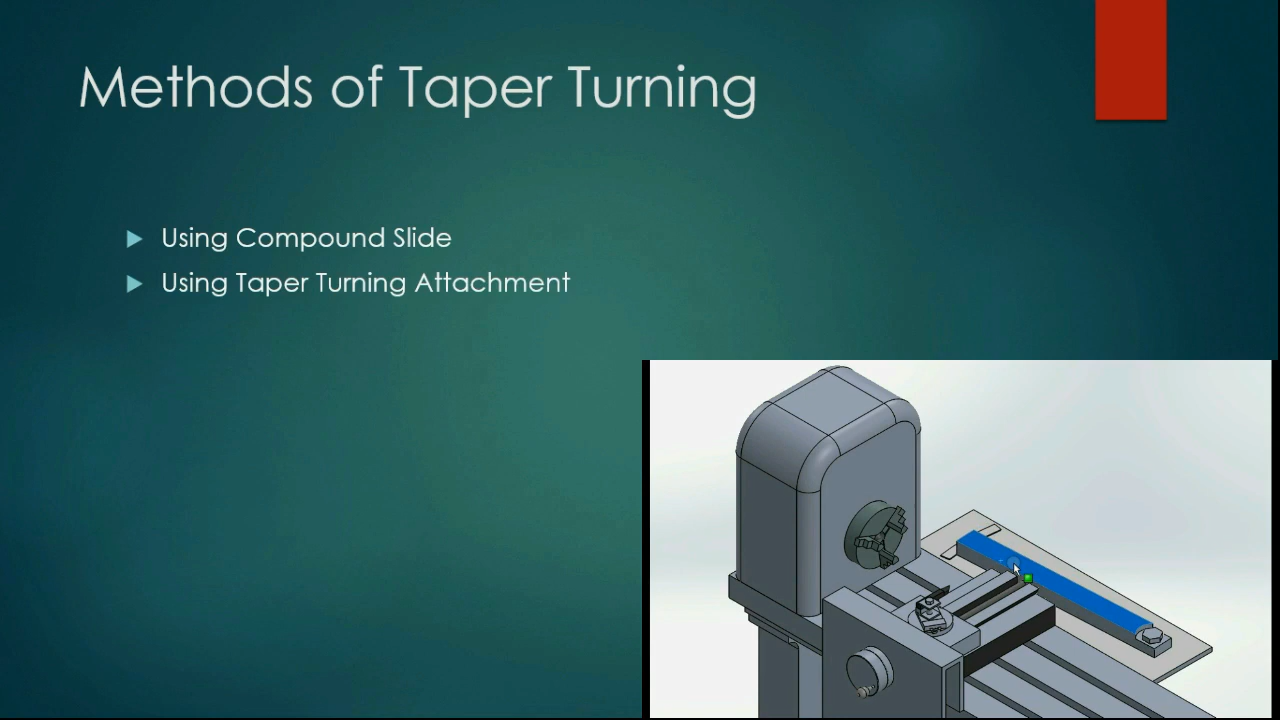 Methods of Taper Turning
Using Compound Slide
Using Taper Turning Attachment